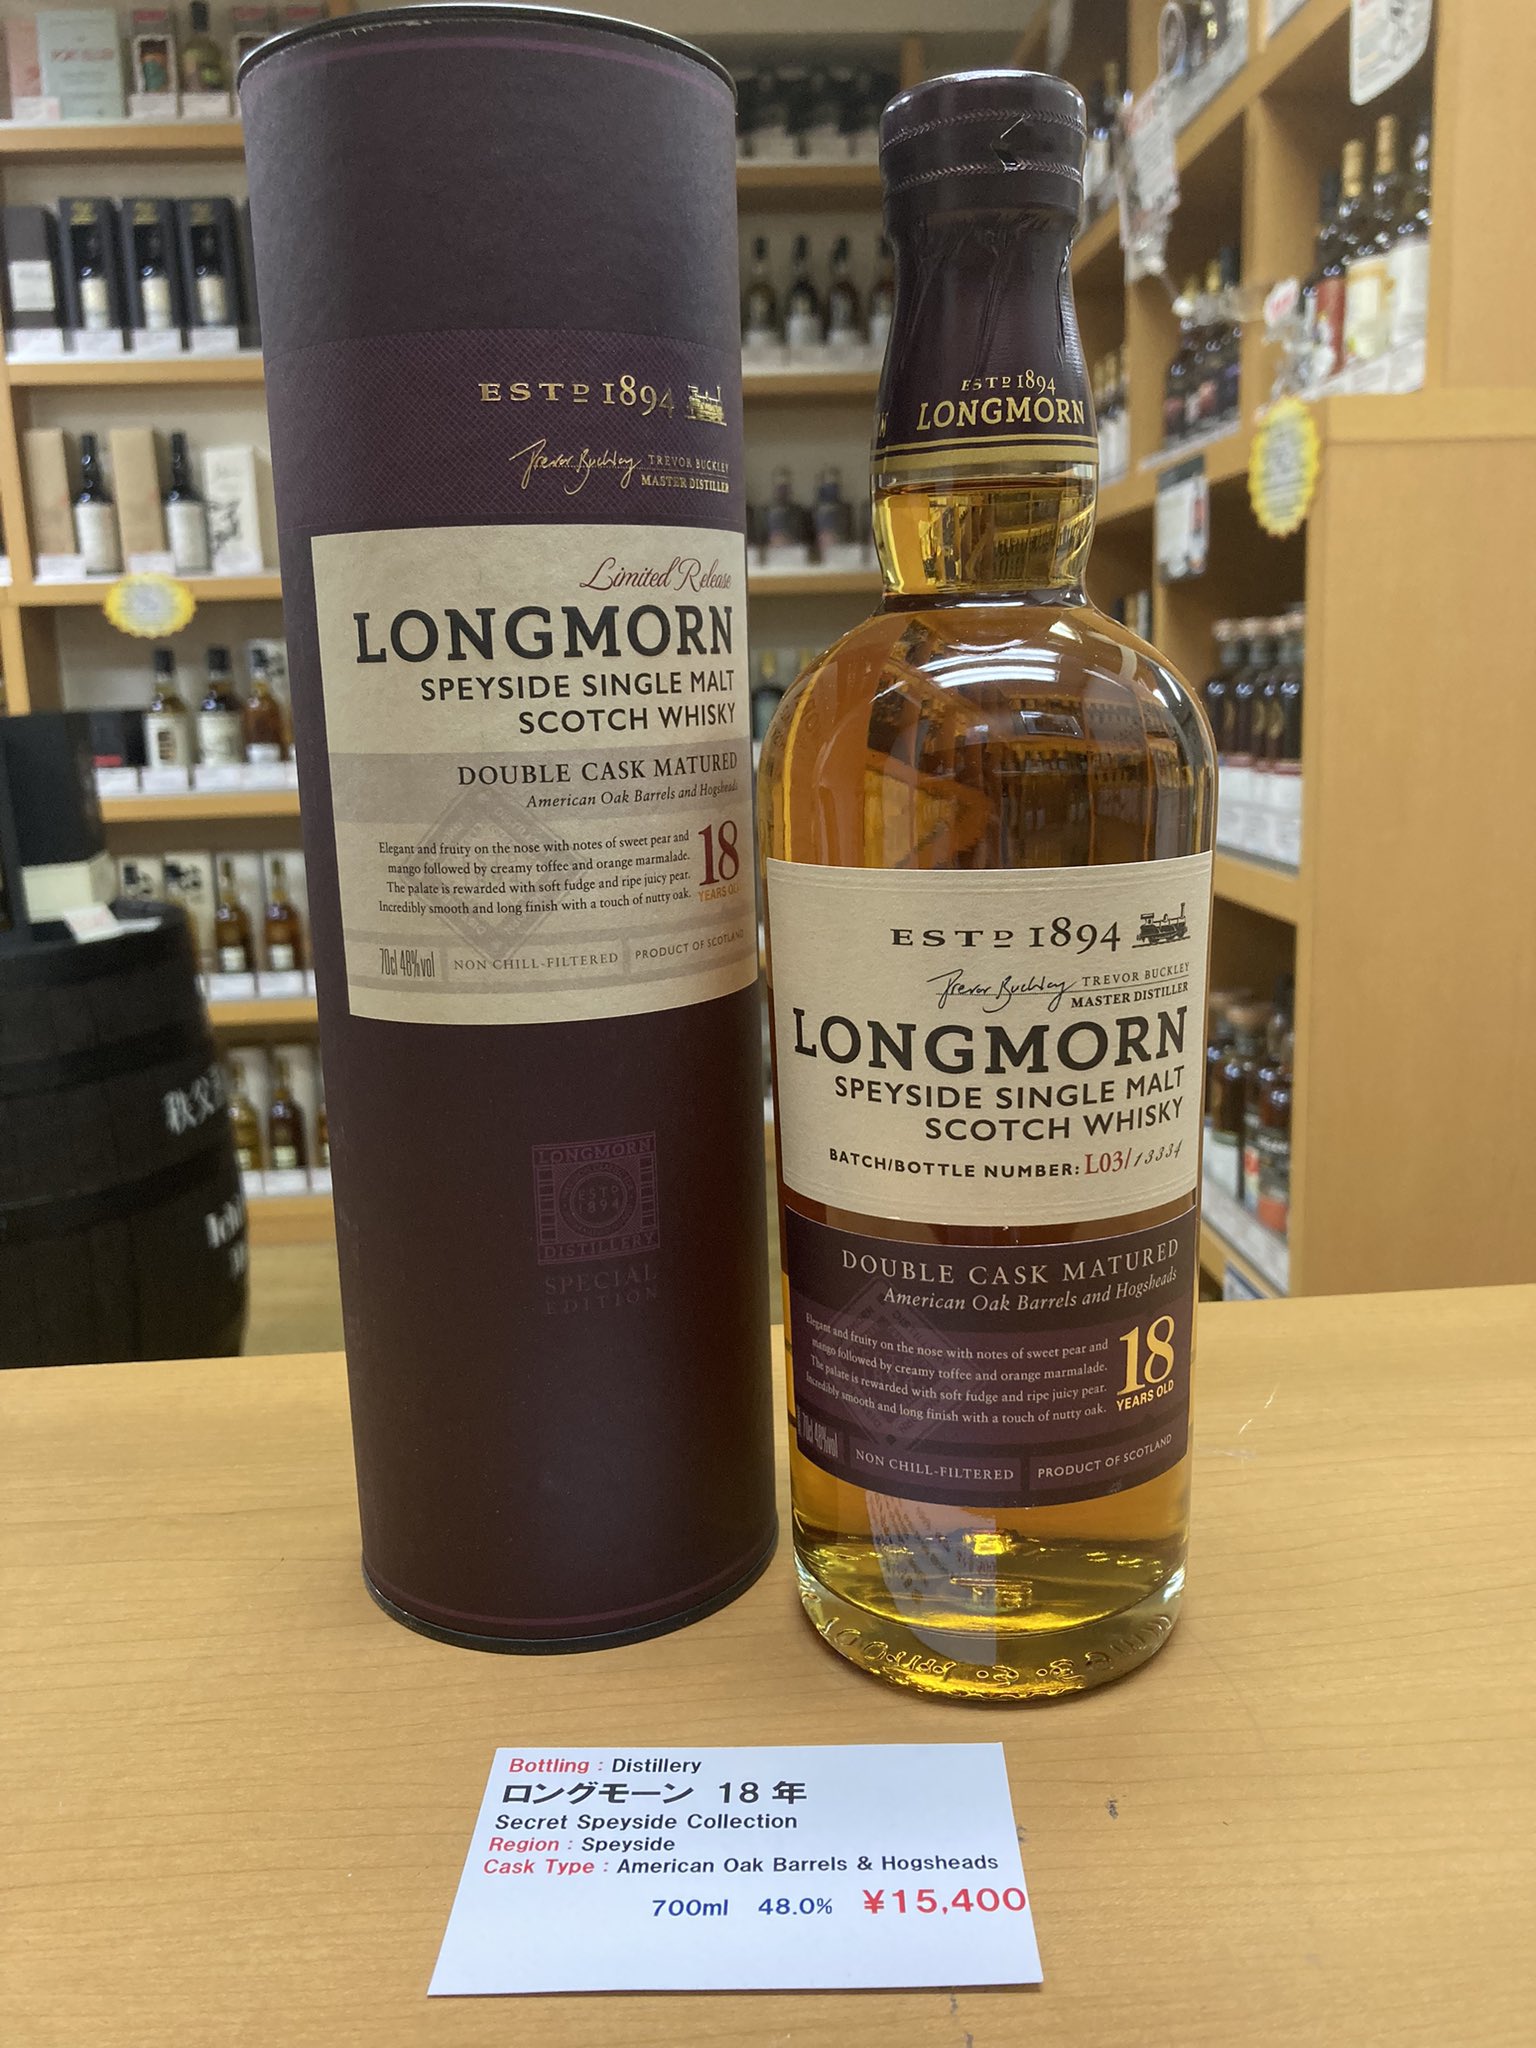 ESTD 1894
Trevor Buckley
TREVOR BUCKLEY
MASTER DISTILLER
Limited Release
LONGMORN
SPEYSIDE SINGLE MALT
SCOTCH WHISKY
DOUBLE CASK MATURED
American Oak Barrels and Hogsheads
Elegant and fruity on the nose with notes of sweet pear and
mango followed by creamy toffee and orange marmalade.
The palate is rewarded with soft fudge and ripe juicy pear.
Incredibly smooth and long finish with a touch of nutty oak.
18
YEARS OLD
70cl 48%vol
NON CHILL-FILTERED
PRODUCT OF SCOTLAND
LONGMORN
ESTD
1894
DISTILLERY
SPECIAL
EDITION
ESTD 1894
LONGMORN
ESTD 1894
Trevor Buckley
TREVOR BUCKLEY
MASTER DISTILLER
LONGMORN
SPEYSIDE SINGLE MALT
SCOTCH WHISKY
BATCH/BOTTLE NUMBER: L03/13334
DOUBLE CASK MATURED
American Oak Barrels and Hogsheads
Elegant and fruity on the nose with notes of sweet pear and
mango followed by creamy toffee and orange marmalade.
The palate is rewarded with soft fudge and ripe juicy pear.
Incredibly smooth and long finish with a touch of nutty oak.
18
YEARS OLD
70cl 48%vol
NON CHILL-FILTERED
PRODUCT OF SCOTLAND
Bottling : Distillery
ロングモーン 18 年
Secret Speyside Collection
Region : Speyside
Cask Type : American Oak Barrels & Hogsheads
700ml 48.0% ¥15,400
秩父